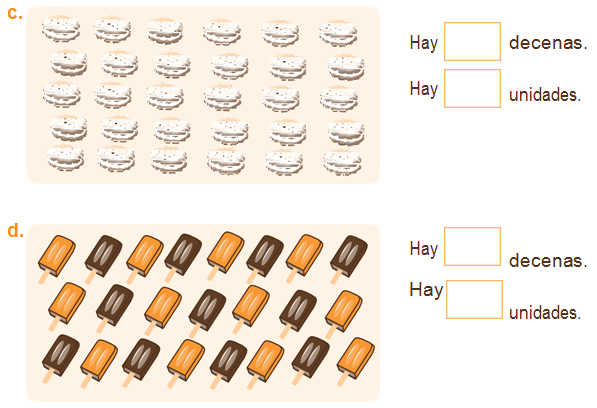 c.
Hay decenas.
Hay unidades.
d.
Hay decenas.
Hay unidades.